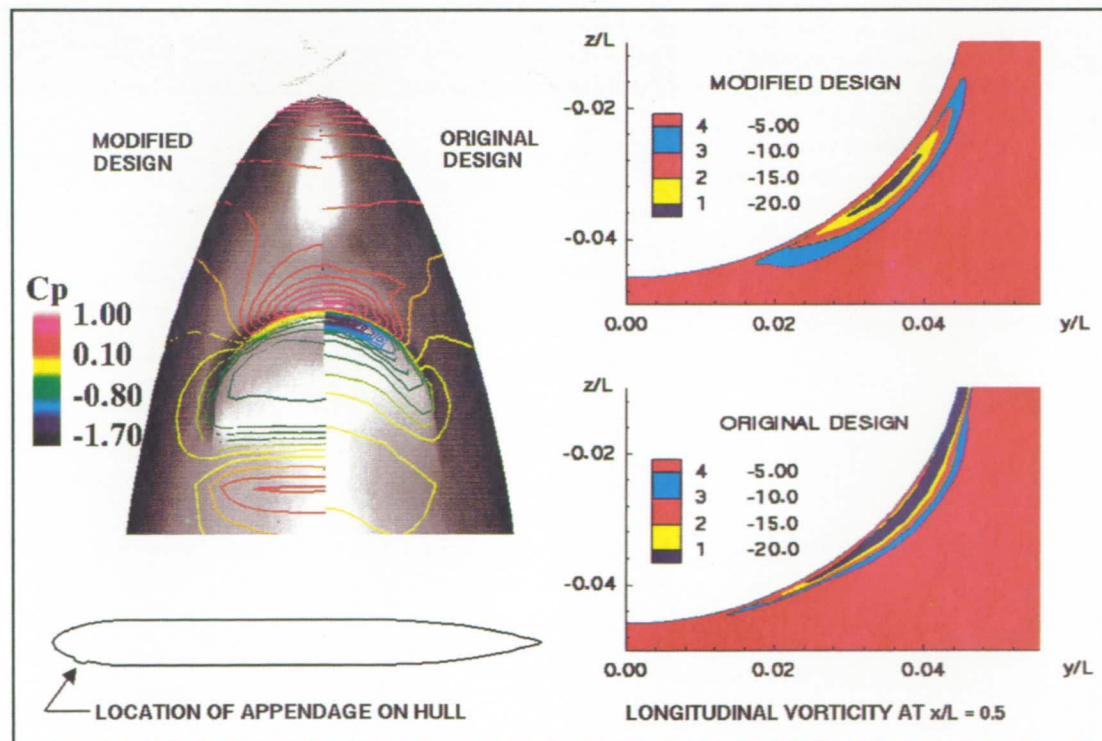 MODIFIED
DESIGN
ORIGINAL
DESIGN
Cp
1.00
0.10
-0.80
-1.70
LOCATION OF APPENDAGE ON HULL
z/L
MODIFIED DESIGN
-0.02
-0.04
4 -5.00
3 -10.0
2 -15.0
1 -20.0
0.00 0.02 0.04 y/L
z/L
ORIGINAL DESIGN
-0.02
-0.04
4 -5.00
3 -10.0
2 -15.0
1 -20.0
0.00 0.02 0.04 y/L
LONGITUDINAL VORTICITY AT x/L = 0.5